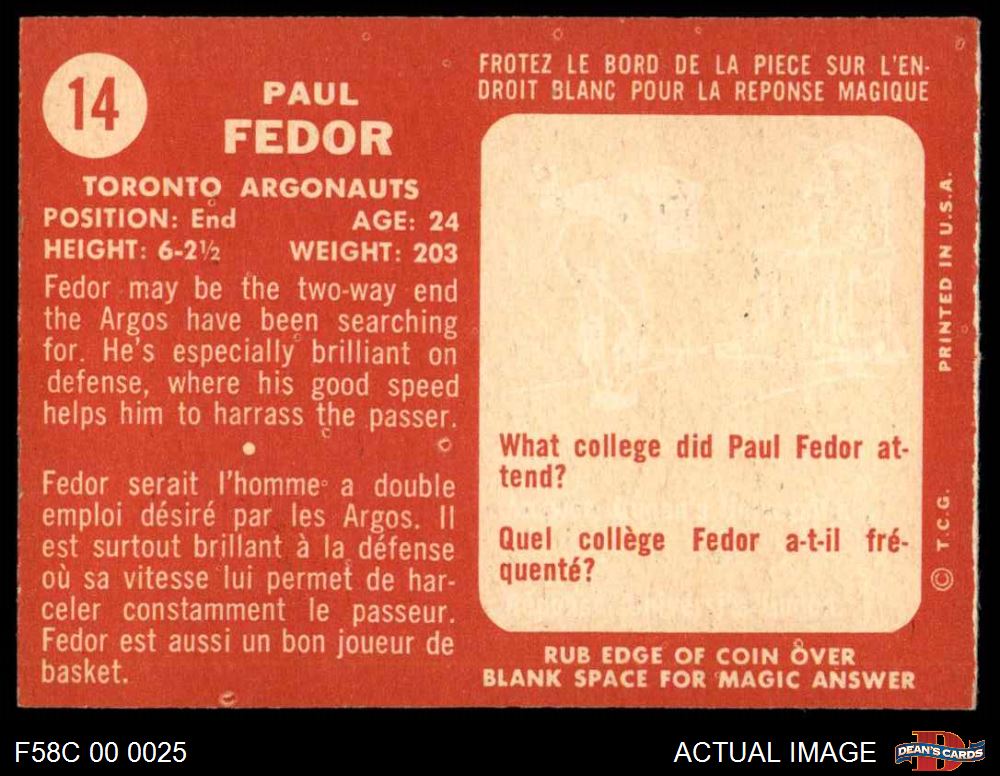 14
PAUL
FEDOR
TORONTO ARGONAUTS
POSITION: End AGE: 24
HEIGHT: 6-2½ WEIGHT: 203
Fedor may be the two-way end
the Argos have been searching
for. He's especially brilliant on
defense, where his good speed
helps him to harrass the passer.
Fedor serait l'homme a double
emploi désiré par les Argos. Il
est surtout brillant à la défense
où sa vitesse lui permet de har-
celer constamment le passeur.
Fedor est aussi un bon joueur de
basket.
FROTEZ LE BORD DE LA PIECE SUR L'EN-
DROIT BLANC POUR LA REPONSE MAGIQUE
What college did Paul Fedor at-
tend?
Quel collège Fedor a-t-il fré-
quenté?
RUB EDGE OF COIN OVER
BLANK SPACE FOR MAGIC ANSWER
© T.C.G. PRINTED IN U.S.A.
F58C 00 0025
ACTUAL IMAGE
DEAN'S CARDS